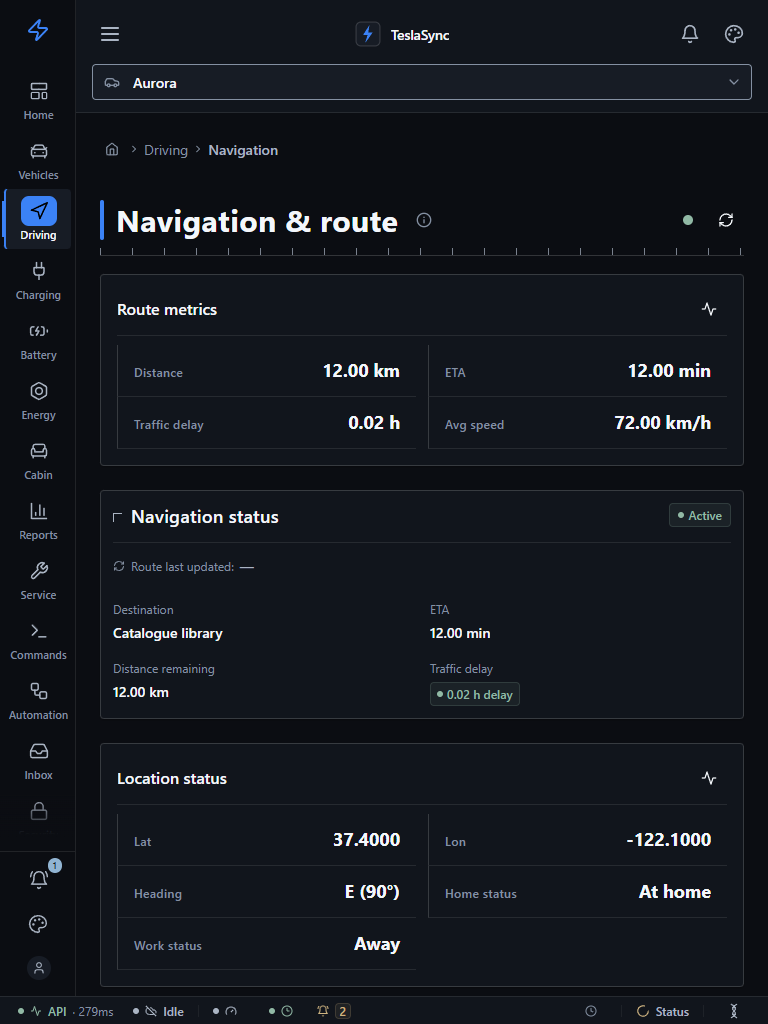 TeslaSync
Aurora
Home
Vehicles
Driving
Charging
Battery
Energy
Cabin
Reports
Service
Commands
Automation
Inbox
1
Driving > Navigation
Navigation & route
Route metrics
Distance 12.00 km
ETA 12.00 min
Traffic delay 0.02 h
Avg speed 72.00 km/h
Navigation status
Active
Route last updated: —
Destination
Catalogue library
ETA
12.00 min
Distance remaining
12.00 km
Traffic delay
0.02 h delay
Location status
Lat 37.4000
Lon -122.1000
Heading E (90°)
Home status At home
Work status Away
API · 279ms
Idle
2
Status